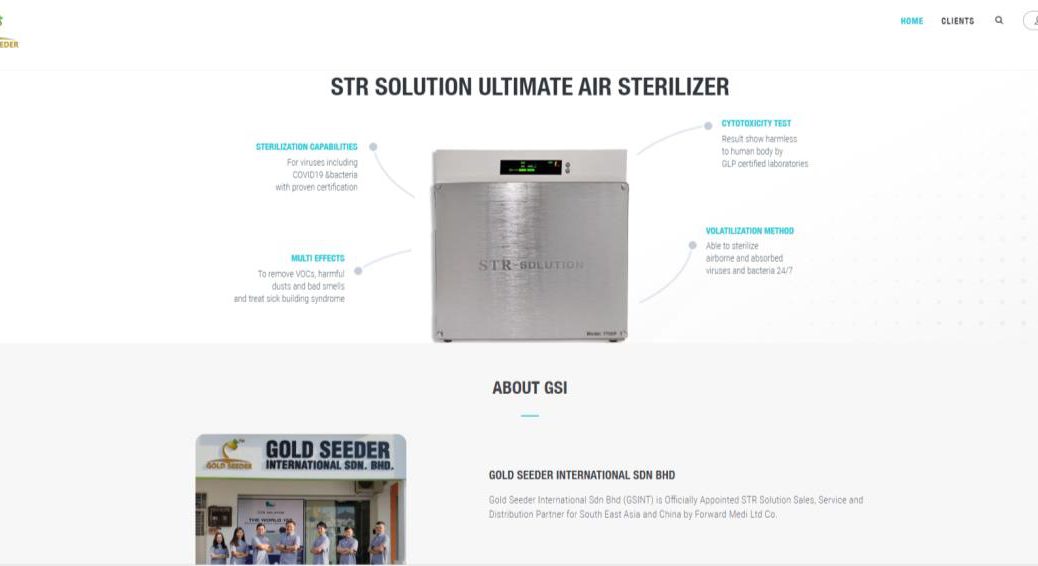 EEDER
HOME
CLIENTS
STR SOLUTION ULTIMATE AIR STERILIZER
STERILIZATION CAPABILITIES
For viruses including
COVID19 &bacteria
with proven certification
CYTOTOXICITY TEST
Result show harmless
to human body by
GLP certified laboratories
MULTI EFFECTS
To remove VOCs, harmful
dusts and bad smells
and treat sick building syndrome
STR-SOLUTION
VOLATILIZATION METHOD
Able to sterilize
airborne and absorbed
viruses and bacteria 24/7
ABOUT GSI
GOLD SEEDER
GOLD SEEDER
INTERNATIONAL SDN. BHD.
THE WORLD 1ST
GOLD SEEDER INTERNATIONAL SDN BHD
Gold Seeder International Sdn Bhd (GSINT) is Officially Appointed STR Solution Sales, Service and
Distribution Partner for South East Asia and China by Forward Medi Ltd Co.